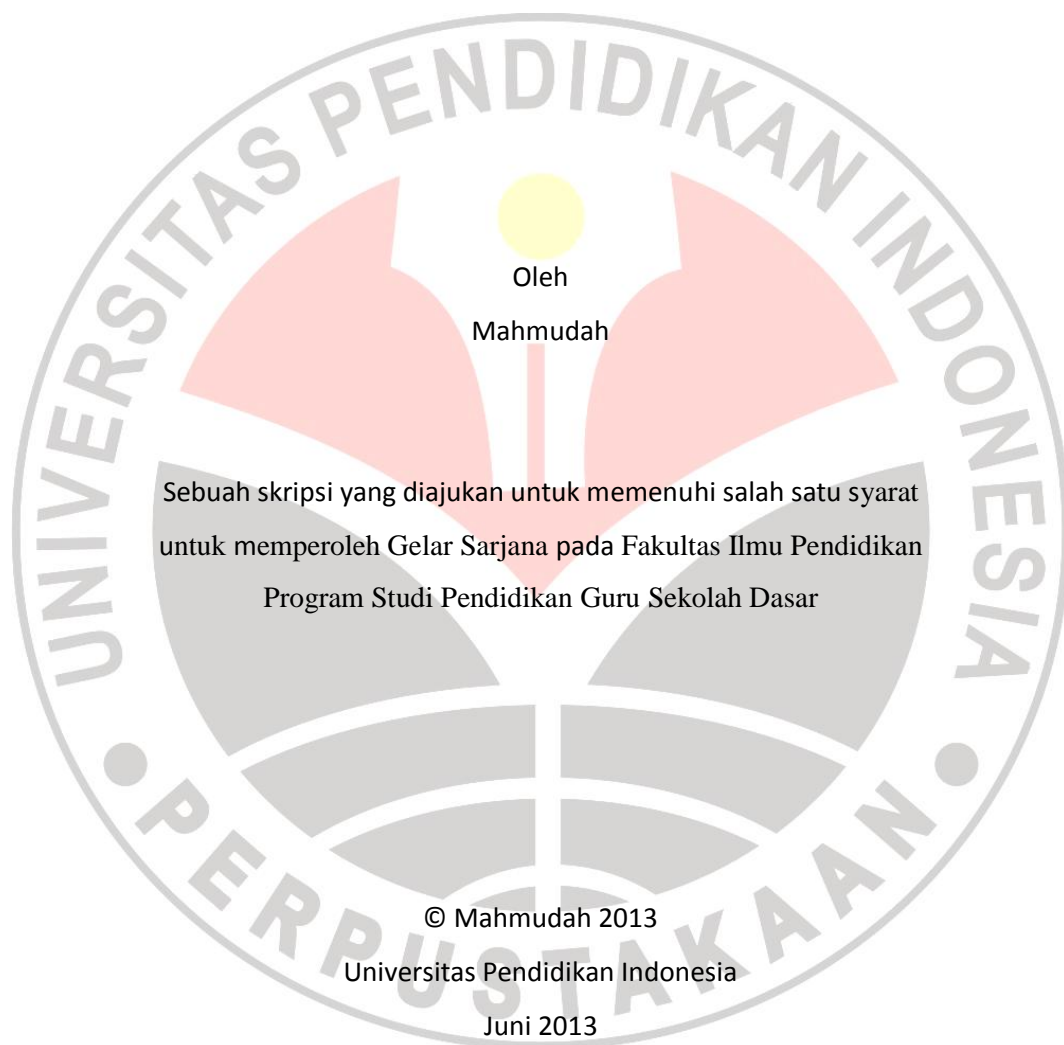 UNIVERSITAS PENDIDIKAN INDONESIA
Oleh
Mahmudah
Sebuah skripsi yang diajukan untuk memenuhi salah satu syarat
untuk memperoleh Gelar Sarjana pada Fakultas Ilmu Pendidikan
Program Studi Pendidikan Guru Sekolah Dasar
© Mahmudah 2013
Universitas Pendidikan Indonesia
Juni 2013
PERPUSTAKAAN